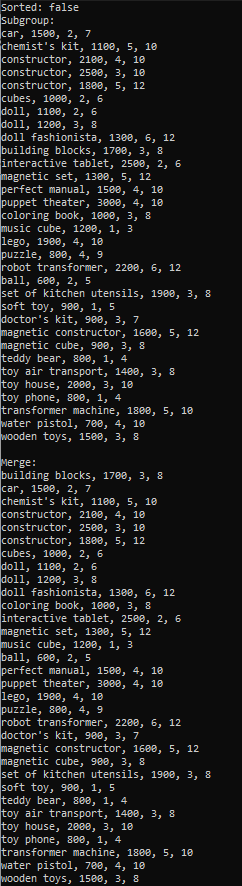 Sorted: false
Subgroup:
car, 1500, 2, 7
chemist's kit, 1100, 5, 10
constructor, 2100, 4, 10
constructor, 2500, 3, 10
constructor, 1800, 5, 12
cubes, 1000, 2, 6
doll, 1100, 2, 6
doll, 1200, 3, 8
doll fashionista, 1300, 6, 12
building blocks, 1700, 3, 8
interactive tablet, 2500, 2, 6
magnetic set, 1300, 5, 12
perfect manual, 1500, 4, 10
puppet theater, 3000, 4, 10
coloring book, 1000, 3, 8
music cube, 1200, 1, 3
lego, 1900, 4, 10
puzzle, 800, 4, 9
robot transformer, 2200, 6, 12
ball, 600, 2, 5
set of kitchen utensils, 1900, 3, 8
soft toy, 900, 1, 5
doctor's kit, 900, 3, 7
magnetic constructor, 1600, 5, 12
magnetic cube, 900, 3, 8
teddy bear, 800, 1, 4
toy air transport, 1400, 3, 8
toy house, 2000, 3, 10
toy phone, 800, 1, 4
transformer machine, 1800, 5, 10
water pistol, 700, 4, 10
wooden toys, 1500, 3, 8
Merge:
building blocks, 1700, 3, 8
car, 1500, 2, 7
chemist's kit, 1100, 5, 10
constructor, 2100, 4, 10
constructor, 2500, 3, 10
constructor, 1800, 5, 12
cubes, 1000, 2, 6
doll, 1100, 2, 6
doll, 1200, 3, 8
doll fashionista, 1300, 6, 12
coloring book, 1000, 3, 8
interactive tablet, 2500, 2, 6
magnetic set, 1300, 5, 12
music cube, 1200, 1, 3
ball, 600, 2, 5
perfect manual, 1500, 4, 10
puppet theater, 3000, 4, 10
lego, 1900, 4, 10
puzzle, 800, 4, 9
robot transformer, 2200, 6, 12
doctor's kit, 900, 3, 7
magnetic constructor, 1600, 5, 12
magnetic cube, 900, 3, 8
set of kitchen utensils, 1900, 3, 8
soft toy, 900, 1, 5
teddy bear, 800, 1, 4
toy air transport, 1400, 3, 8
toy house, 2000, 3, 10
toy phone, 800, 1, 4
transformer machine, 1800, 5, 10
water pistol, 700, 4, 10
wooden toys, 1500, 3, 8